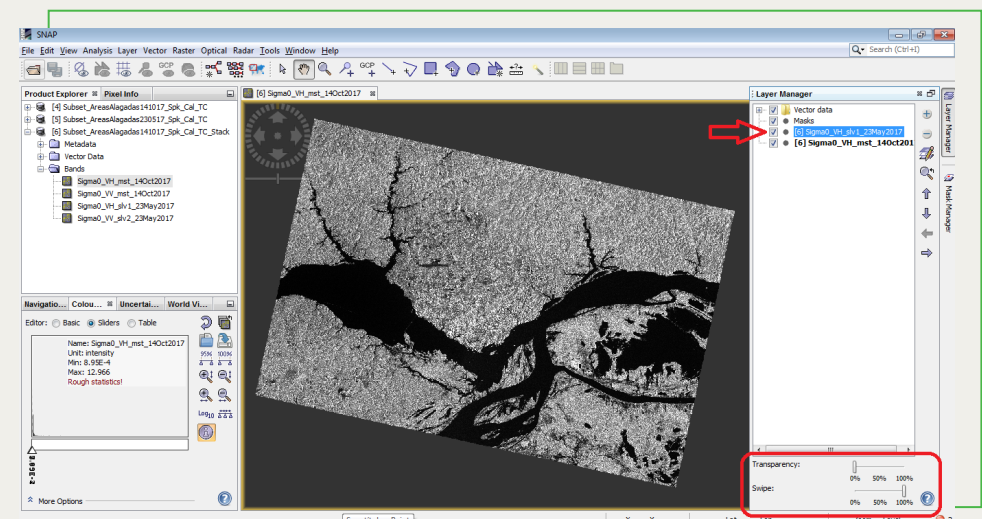 SNAP
File Edit View Analysis Layer Vector Raster Optical Radar Tools Window Help
Search (Ctrl+I)
GCP
GCP
Product Explorer Pixel Info
[4] Subset_AreasAlagadas141017_Spk_Cal_TC
[5] Subset_AreasAlagadas230517_Spk_Cal_TC
[6] Subset_AreasAlagadas141017_Spk_Cal_TC_Stack
Metadata
Vector Data
Bands
Sigma0_VH_mst_14Oct2017
Sigma0_VV_mst_14Oct2017
Sigma0_VH_slv1_23May2017
Sigma0_VV_slv2_23May2017
[6] Sigma0_VH_mst_14Oct2017
Layer Manager
Vector data
Masks
[6] Sigma0_VH_slv1_23May2017
[6] Sigma0_VH_mst_14Oct201
Layer Manager
Mask Manager
Navigatio... Colou... Uncertai... World Vi...
Editor: Basic Sliders Table
Name: Sigma0_VH_mst_14Oct2017
Unit: intensity
Min: 8.95E-4
Max: 12.966
Rough statistics!
95% 100%
Log10
More Options
Transparency:
0% 50% 100%
Swipe:
0% 50% 100%